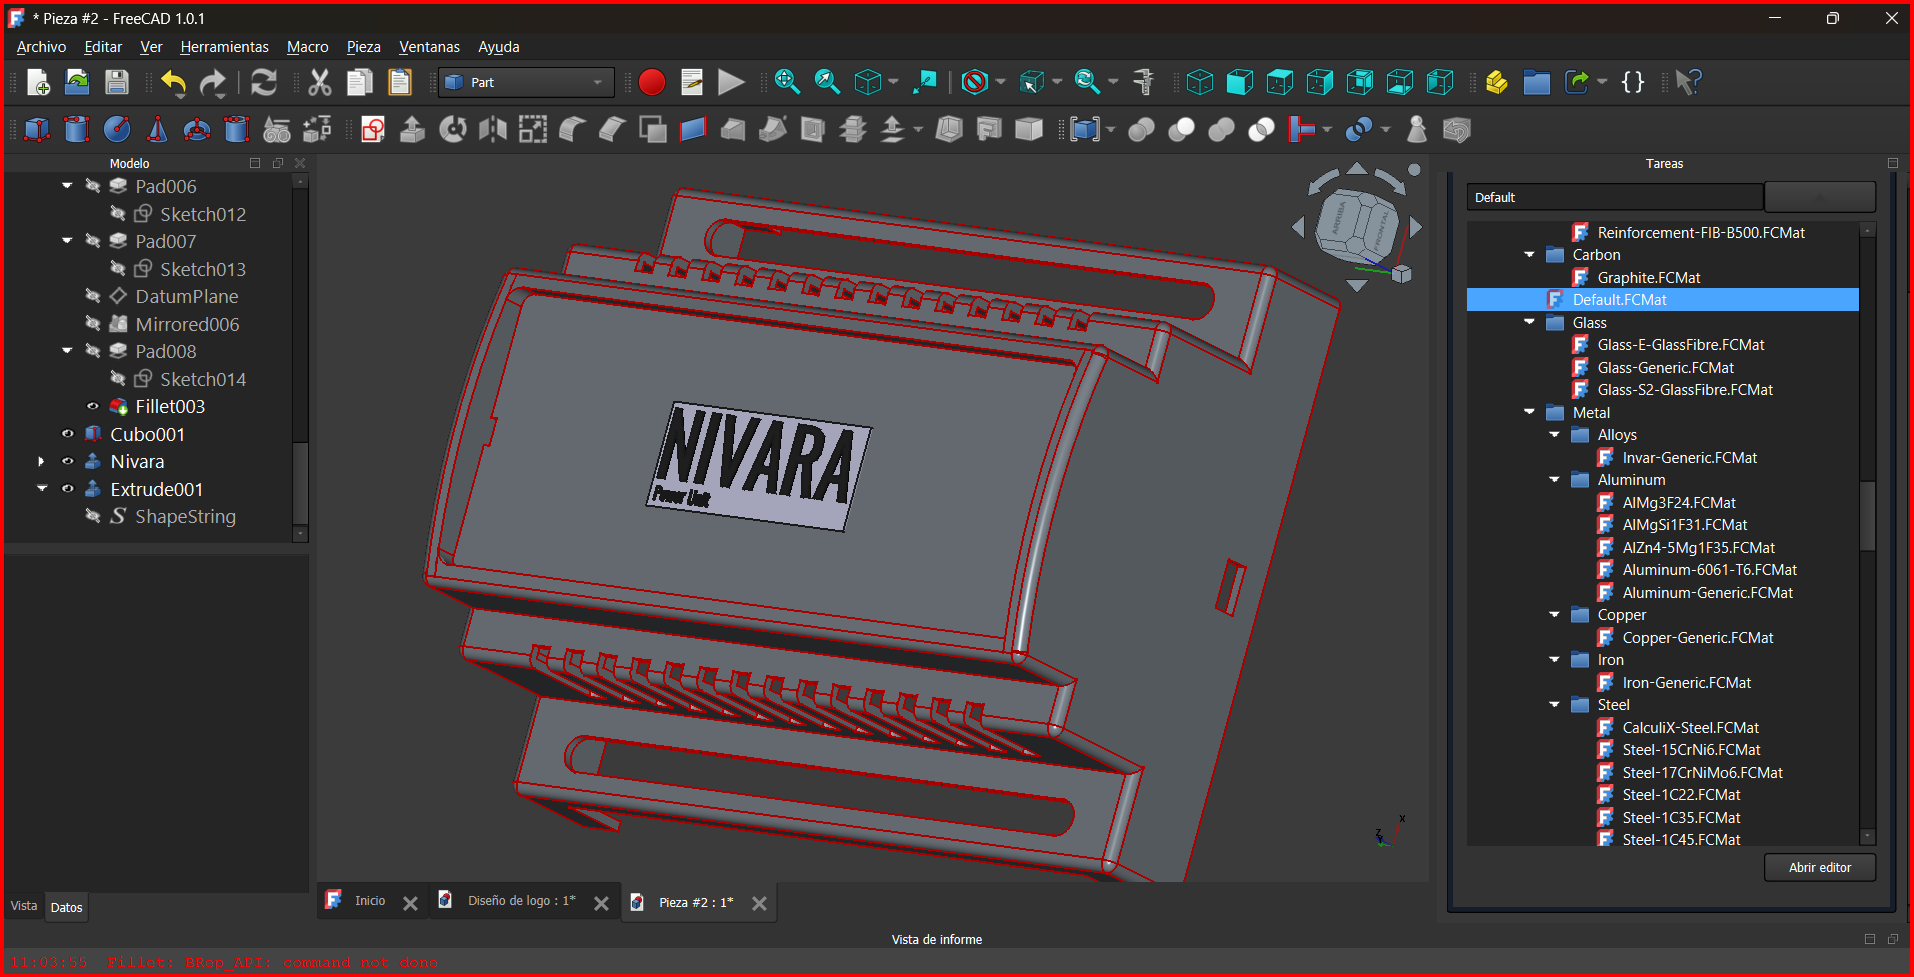 * Pieza #2 - FreeCAD 1.0.1
Archivo Editar Ver Herramientas Macro Pieza Ventanas Ayuda
Part
Modelo
Pad006
Sketch012
Pad007
Sketch013
DatumPlane
Mirrored006
Pad008
Sketch014
Fillet003
Cubo001
Nivara
Extrude001
ShapeString
Vista Datos
ARRIBA
FRONTAL
NIVARA
Power Unit
X
Z
Y
Inicio
Diseño de logo : 1*
Pieza #2 : 1*
Tareas
Default
Reinforcement-FIB-B500.FCMat
Carbon
Graphite.FCMat
Default.FCMat
Glass
Glass-E-GlassFibre.FCMat
Glass-Generic.FCMat
Glass-S2-GlassFibre.FCMat
Metal
Alloys
Invar-Generic.FCMat
Aluminum
AlMg3F24.FCMat
AlMgSi1F31.FCMat
AlZn4-5Mg1F35.FCMat
Aluminum-6061-T6.FCMat
Aluminum-Generic.FCMat
Copper
Copper-Generic.FCMat
Iron
Iron-Generic.FCMat
Steel
CalculiX-Steel.FCMat
Steel-15CrNi6.FCMat
Steel-17CrNiMo6.FCMat
Steel-1C22.FCMat
Steel-1C35.FCMat
Steel-1C45.FCMat
Abrir editor
Vista de informe
11:03:55 Fillet: BRep_API: command not done